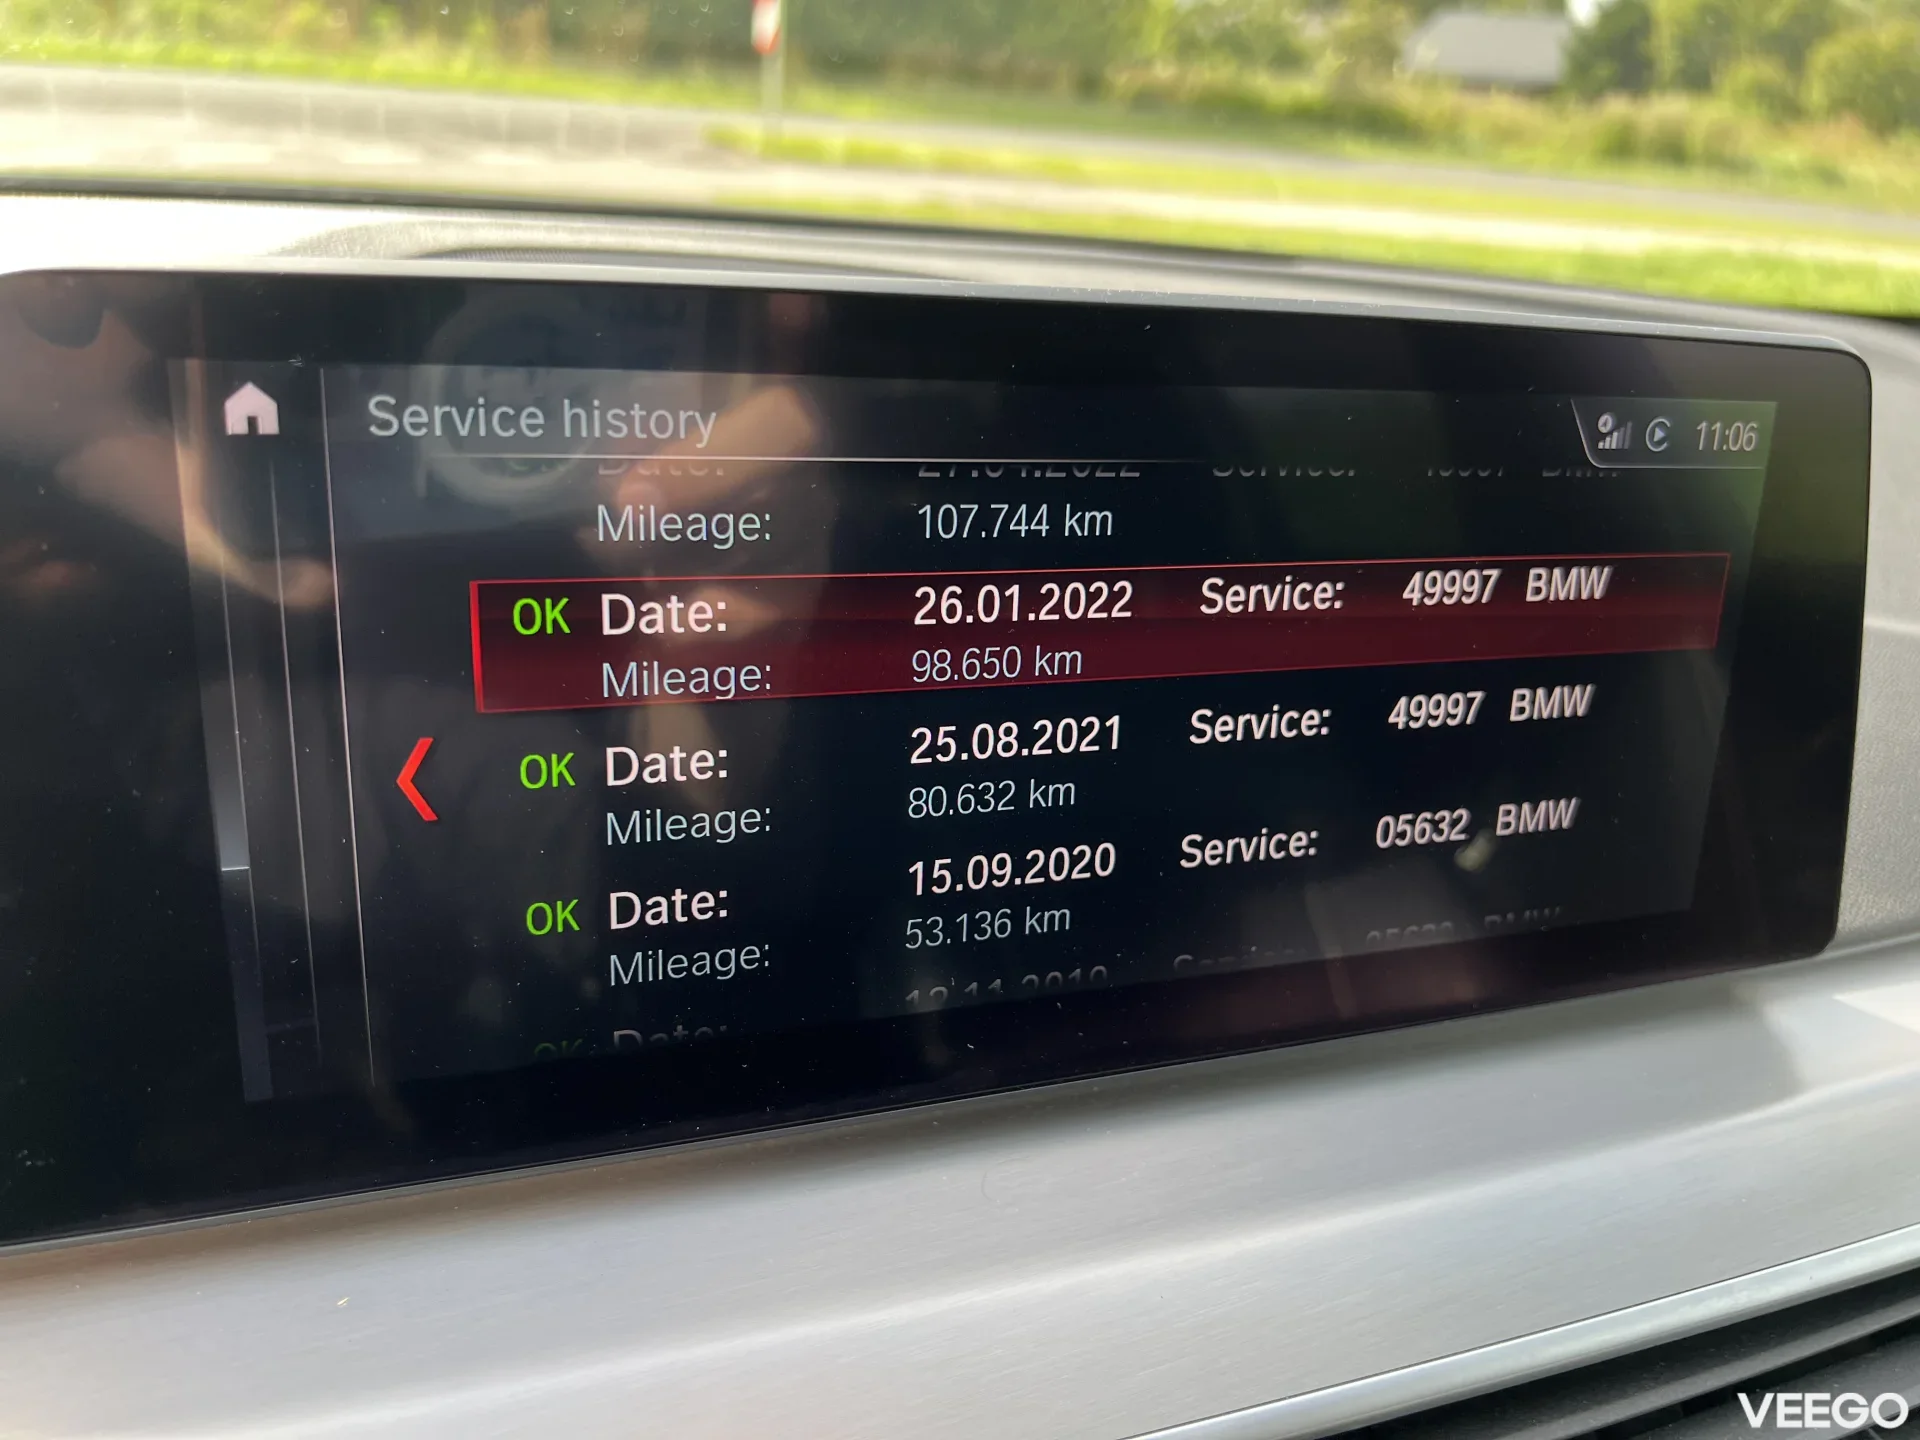 Service history
11:06
Mileage: 107.744 km
OK Date: 26.01.2022 Service: 49997 BMW
Mileage: 98.650 km
OK Date: 25.08.2021 Service: 49997 BMW
Mileage: 80.632 km
OK Date: 15.09.2020 Service: 05632 BMW
Mileage: 53.136 km
OK Date:
VEEGO